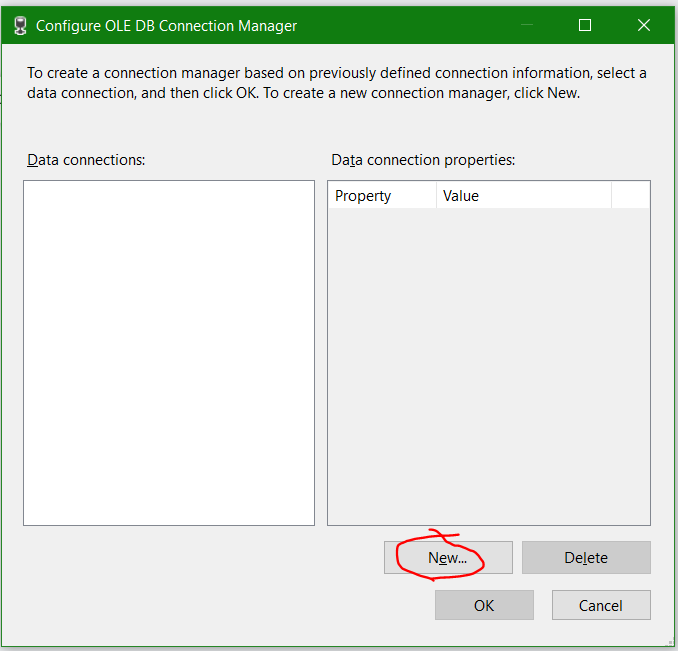 Configure OLE DB Connection Manager
To create a connection manager based on previously defined connection information, select a
data connection, and then click OK. To create a new connection manager, click New.
Data connections:
Data connection properties:
Property Value
New... Delete
OK Cancel